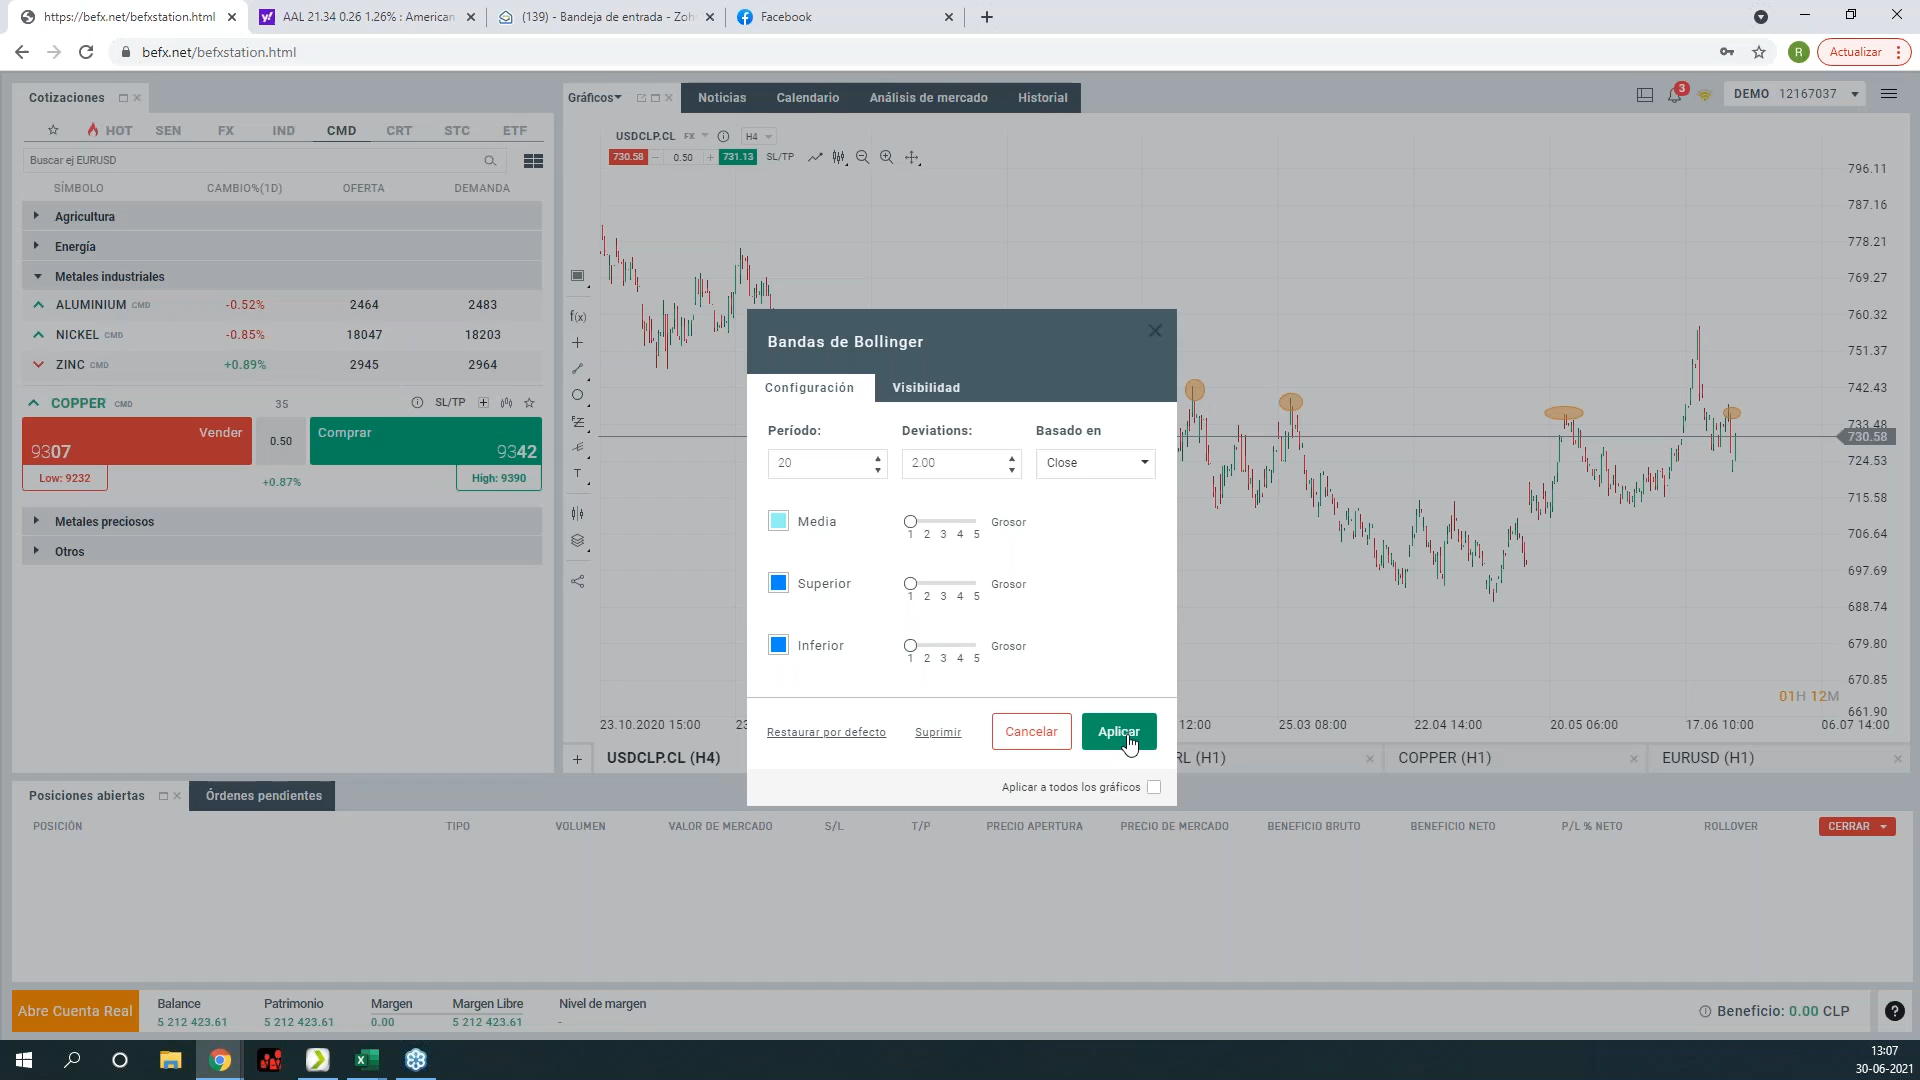 https://befx.net/befxstation.html
AAL 21.34 0.26 1.26% : American
(139) - Bandeja de entrada - Zoh
Facebook
befx.net/befxstation.html
R
Actualizar
Cotizaciones
Gráficos
Noticias
Calendario
Análisis de mercado
Historial
3
DEMO 12167037
HOT SEN FX IND CMD CRT STC ETF
Buscar ej EURUSD
SÍMBOLO CAMBIO%(1D) OFERTA DEMANDA
Agricultura
Energía
Metales industriales
ALUMINIUM CMD -0.52% 2464 2483
NICKEL CMD -0.85% 18047 18203
ZINC CMD +0.89% 2945 2964
COPPER CMD 35 SL/TP
Vender 9307
0.50
Comprar 9342
Low: 9232
+0.87%
High: 9390
Metales preciosos
Otros
USDCLP.CL FX H4
730.58 - 0.50 + 731.13 SL/TP
f(x)
T
796.11
787.16
778.21
769.27
760.32
751.37
742.43
733.48
730.58
724.53
715.58
706.64
697.69
688.74
679.80
670.85
661.90
01H 12M
23.10.2020 15:00
23
12:00
25.03 08:00
22.04 14:00
20.05 06:00
17.06 10:00
06.07 14:00
USDCLP.CL (H4)
RL (H1)
COPPER (H1)
EURUSD (H1)
Bandas de Bollinger
Configuración
Visibilidad
Período: Deviations: Basado en
20 2.00 Close
Media Grosor
1 2 3 4 5
Superior Grosor
1 2 3 4 5
Inferior Grosor
1 2 3 4 5
Restaurar por defecto
Suprimir
Cancelar
Aplicar
Aplicar a todos los gráficos
Posiciones abiertas
Órdenes pendientes
POSICIÓN TIPO VOLUMEN VALOR DE MERCADO S/L T/P PRECIO APERTURA PRECIO DE MERCADO BENEFICIO BRUTO BENEFICIO NETO P/L % NETO ROLLOVER CERRAR
Abre Cuenta Real
Balance Patrimonio Margen Margen Libre Nivel de margen
5 212 423.61 5 212 423.61 0.00 5 212 423.61 -
Beneficio: 0.00 CLP
?
13:07
30-06-2021